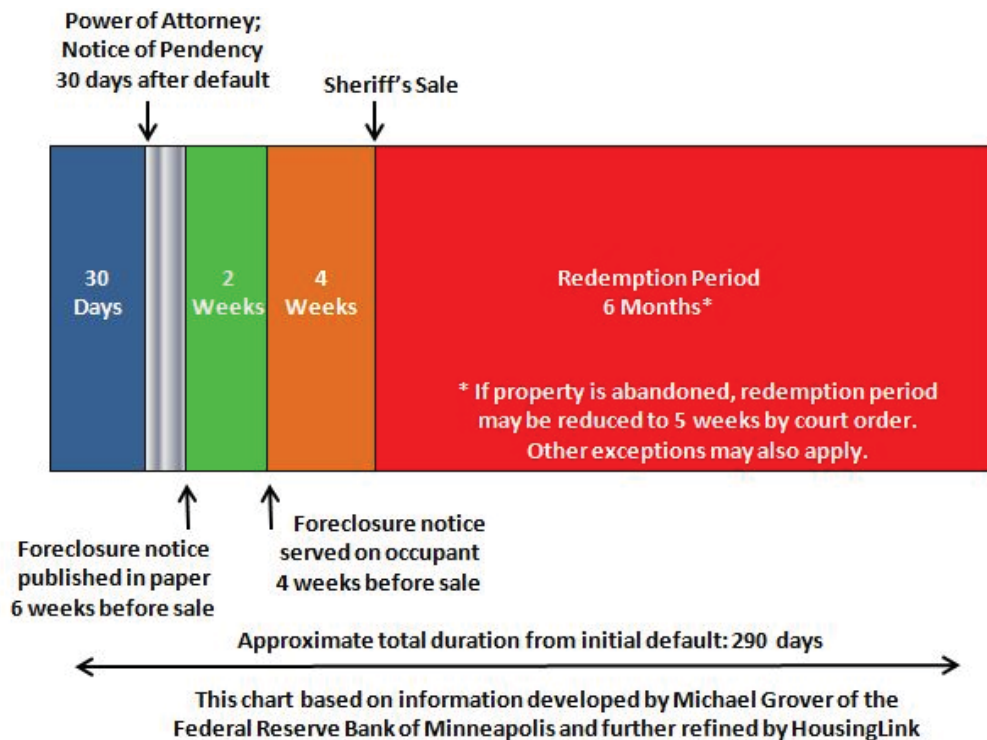 Power of Attorney;
Notice of Pendency
30 days after default
Sheriff's Sale
30
Days
2
Weeks
4
Weeks
Redemption Period
6 Months*
* If property is abandoned, redemption period
may be reduced to 5 weeks by court order.
Other exceptions may also apply.
Foreclosure notice
published in paper
6 weeks before sale
Foreclosure notice
served on occupant
4 weeks before sale
Approximate total duration from initial default: 290 days
This chart based on information developed by Michael Grover of the
Federal Reserve Bank of Minneapolis and further refined by HousingLink